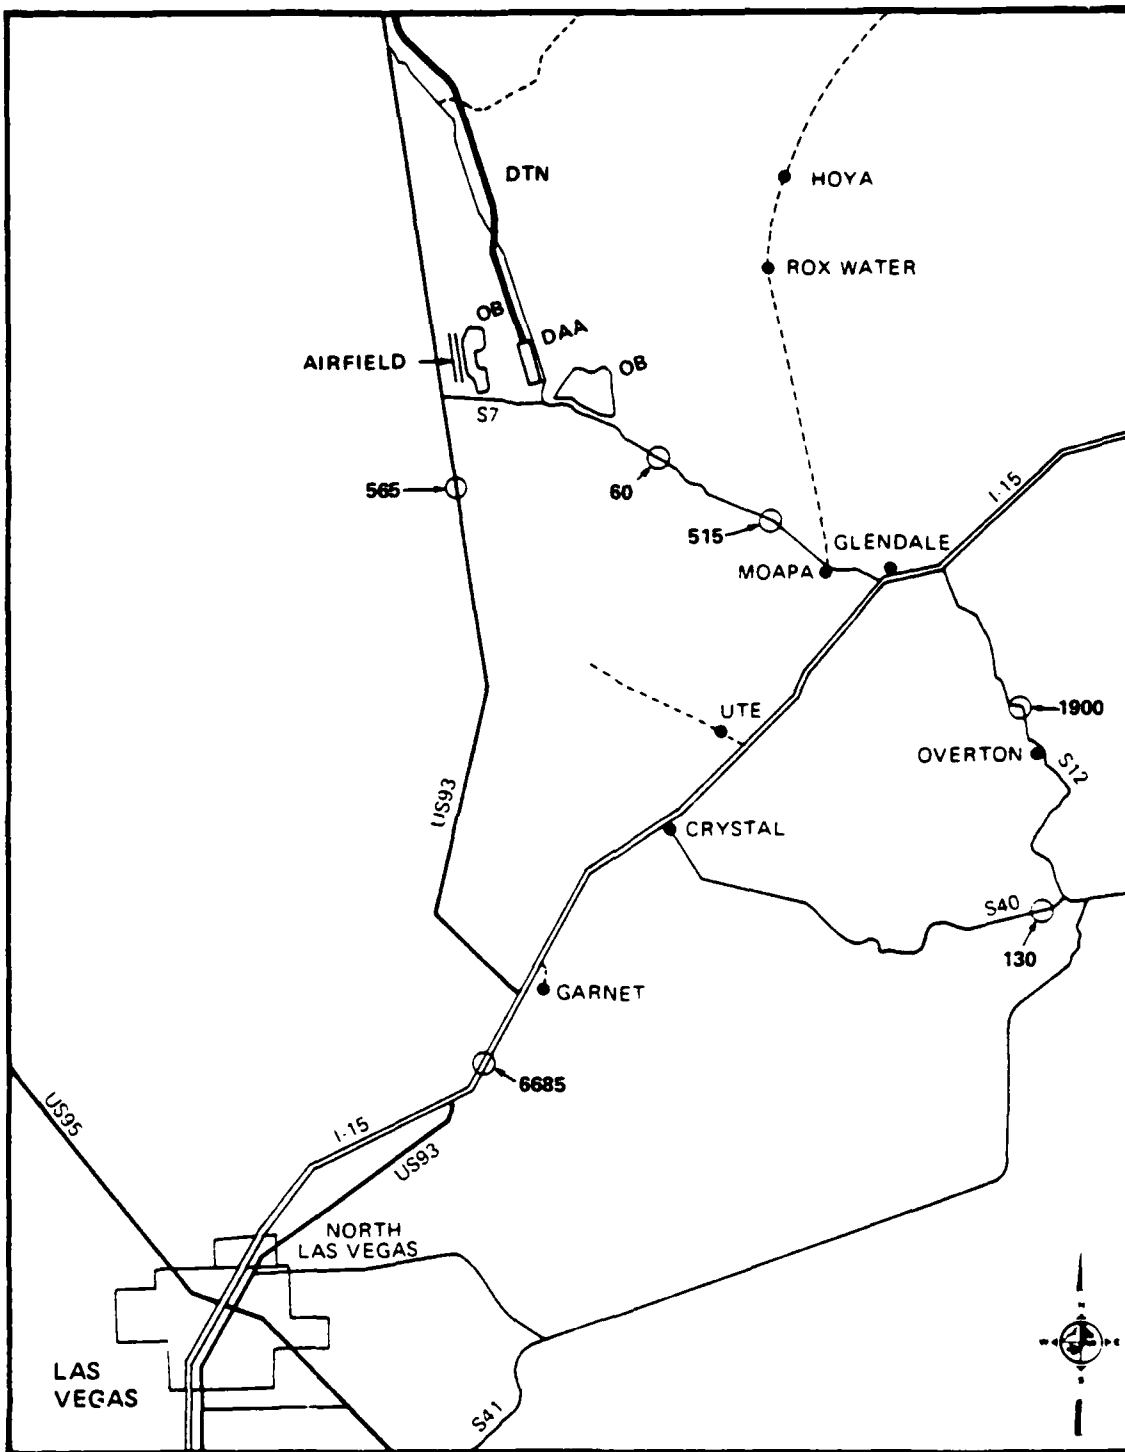 DTN
HOYA
ROX WATER
OB
DAA
AIRFIELD
OB
S7
I-15
565
60
515
GLENDALE
MOAPA
1900
UTE
OVERTON
S12
US93
CRYSTAL
S40
130
GARNET
6685
US95
I-15
US93
NORTH
LAS VEGAS
N
W
E
S
LAS
VEGAS
S41